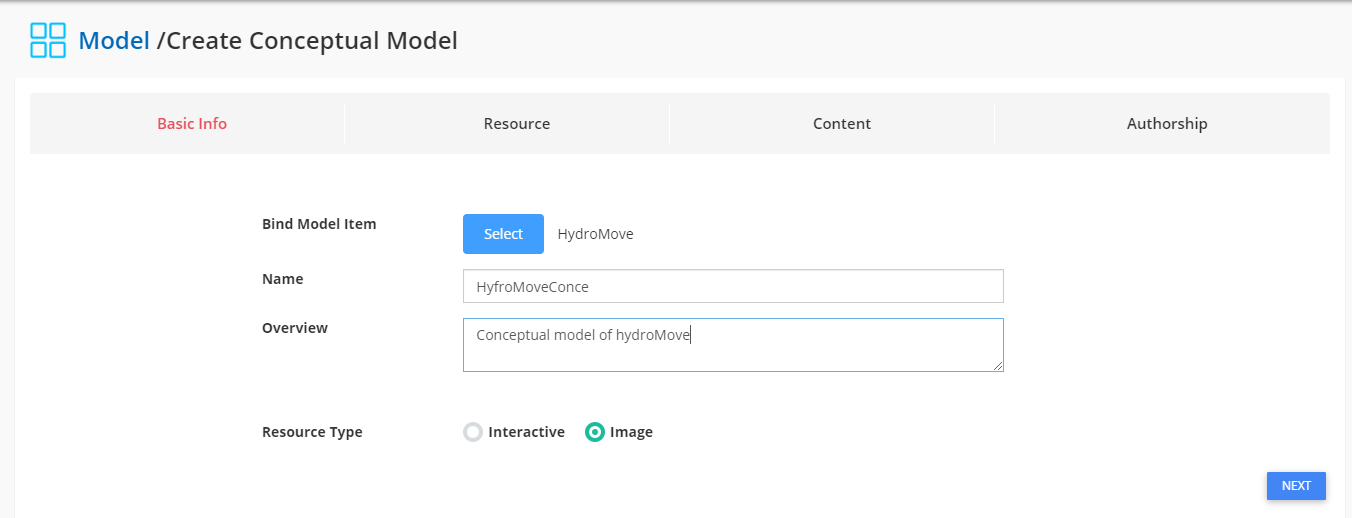 Model /Create Conceptual Model
Basic Info Resource Content Authorship
Bind Model Item Select HydroMove
Name HyfroMoveConce
Overview Conceptual model of hydroMove
Resource Type Interactive Image
NEXT